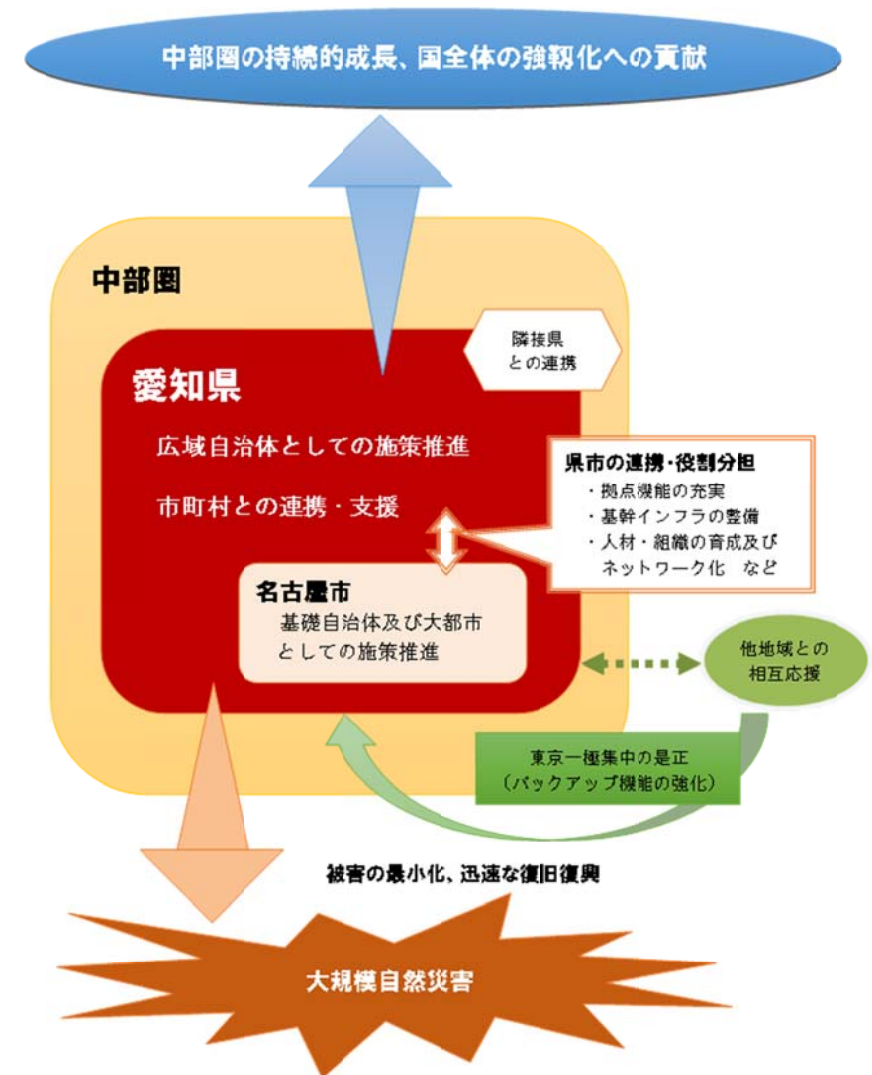 中部圏の持続的成長、国全体の強靱化への貢献
中部圏
隣接県
との連携
愛知県
広域自治体としての施策推進
市町村との連携・支援
県市の連携・役割分担
・拠点機能の充実
・基幹インフラの整備
・人材・組織の育成及び
ネットワーク化　など
名古屋市
基礎自治体及び大都市
としての施策推進
他地域との
相互応援
東京一極集中の是正
（バックアップ機能の強化）
被害の最小化、迅速な復旧復興
大規模自然災害